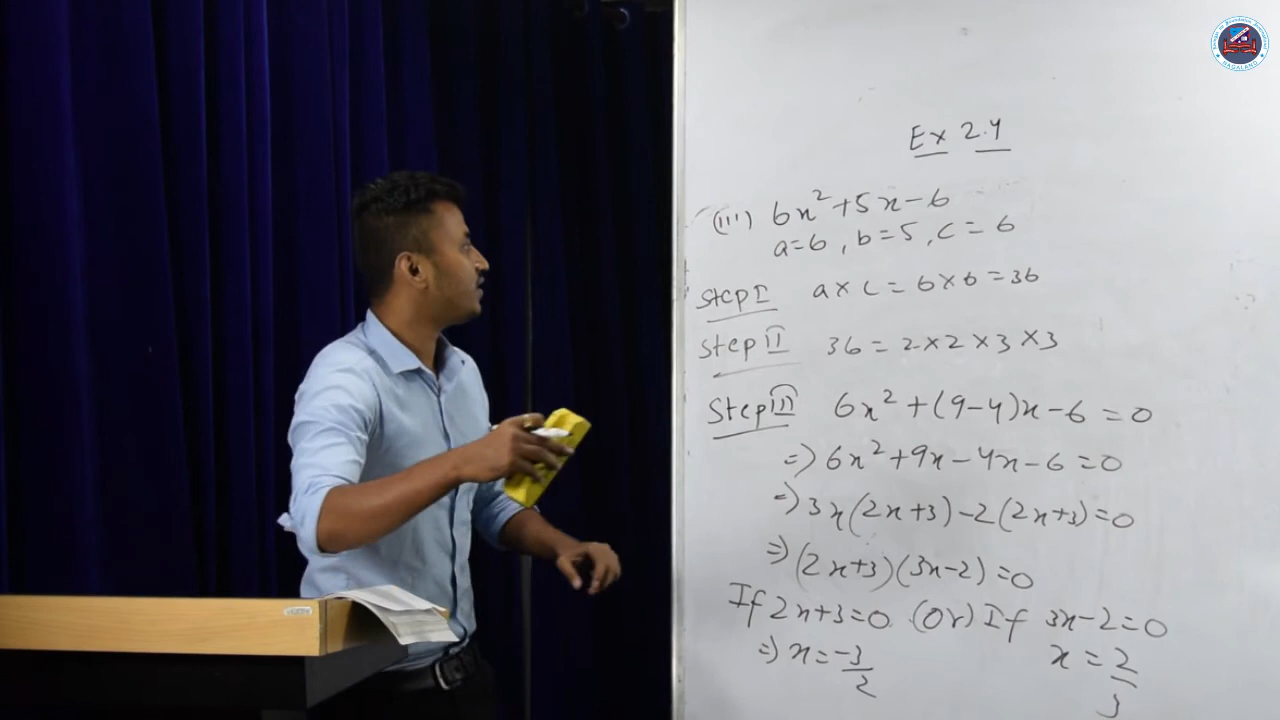 Ex 2.4
(iii) 6x²+5x-6
a=6, b=5, c=6
Step I a×c=6×6=36
Step II 36=2×2×3×3
Step III 6x²+(9-4)x-6=0
=> 6x²+9x-4x-6=0
=> 3x(2x+3)-2(2x+3)=0
=> (2x+3)(3x-2)=0
If 2x+3=0 (Or) If 3x-2=0
=> x=-3/2 x=2/3
NAGALAND